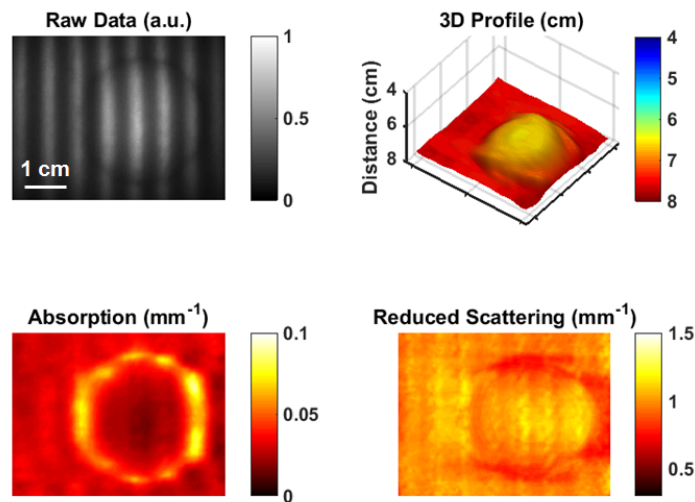 Raw Data (a.u.)
1
0.5
0
1 cm
3D Profile (cm)
Distance (cm)
4
6
8
4
5
6
7
8
Absorption (mm⁻¹)
0.1
0.05
0
Reduced Scattering (mm⁻¹)
1.5
1
0.5